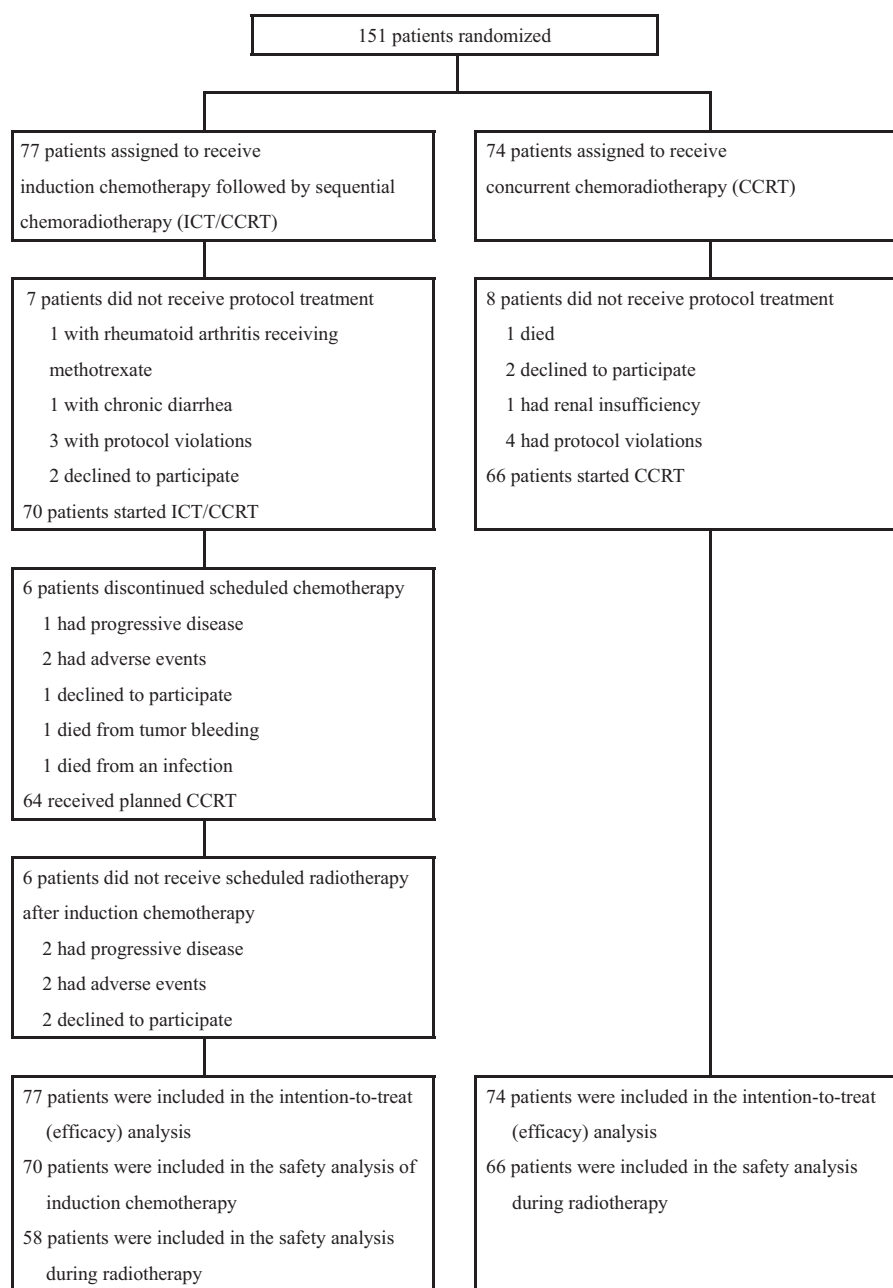 151 patients randomized
77 patients assigned to receive
induction chemotherapy followed by sequential
chemoradiotherapy (ICT/CCRT)
74 patients assigned to receive
concurrent chemoradiotherapy (CCRT)
7 patients did not receive protocol treatment
1 with rheumatoid arthritis receiving
methotrexate
1 with chronic diarrhea
3 with protocol violations
2 declined to participate
70 patients started ICT/CCRT
8 patients did not receive protocol treatment
1 died
2 declined to participate
1 had renal insufficiency
4 had protocol violations
66 patients started CCRT
6 patients discontinued scheduled chemotherapy
1 had progressive disease
2 had adverse events
1 declined to participate
1 died from tumor bleeding
1 died from an infection
64 received planned CCRT
6 patients did not receive scheduled radiotherapy
after induction chemotherapy
2 had progressive disease
2 had adverse events
2 declined to participate
77 patients were included in the intention-to-treat
(efficacy) analysis
70 patients were included in the safety analysis of
induction chemotherapy
58 patients were included in the safety analysis
during radiotherapy
74 patients were included in the intention-to-treat
(efficacy) analysis
66 patients were included in the safety analysis
during radiotherapy